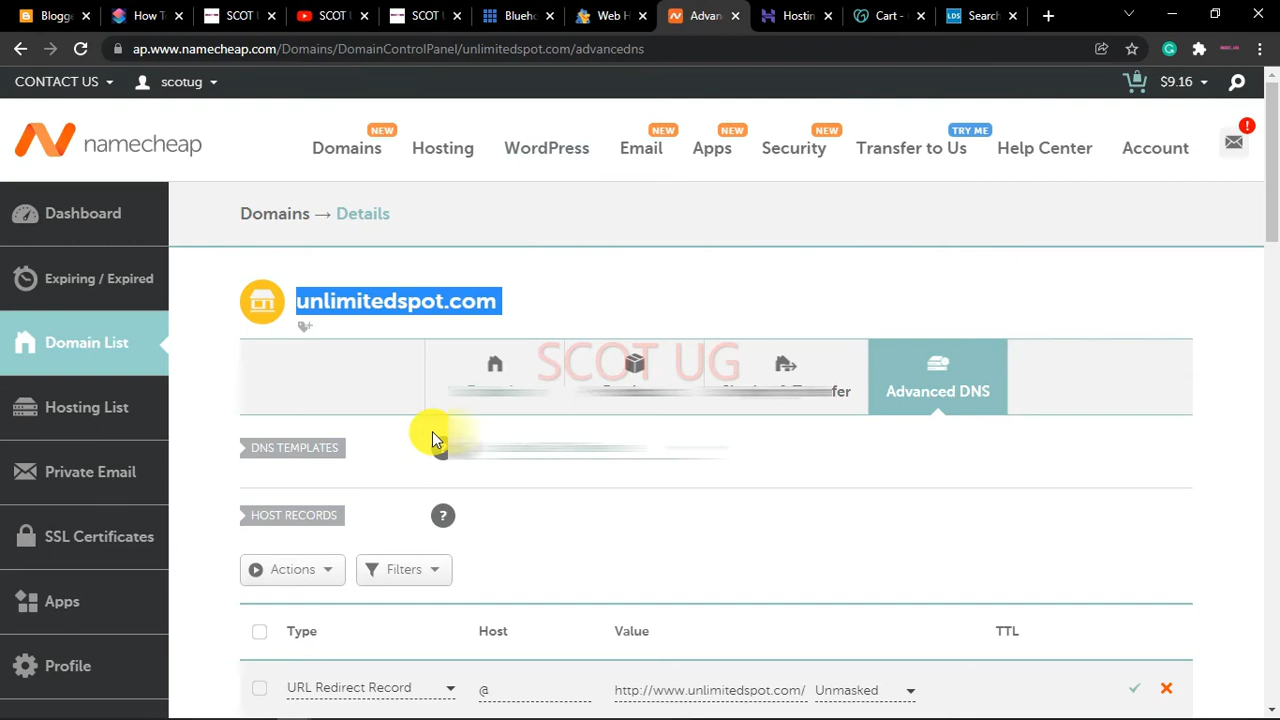 Blogge
How To
SCOT U
SCOT U
SCOT U
Blueho
Web H
Advan
Hostin
Cart -
Search
ap.www.namecheap.com/Domains/DomainControlPanel/unlimitedspot.com/advancedns
CONTACT US
scotug
$9.16
namecheap
NEW
NEW
NEW
NEW
TRY ME
!
Domains
Hosting
WordPress
Email
Apps
Security
Transfer to Us
Help Center
Account
Dashboard
Expiring / Expired
Domain List
Hosting List
Private Email
SSL Certificates
Apps
Profile
Domains → Details
unlimitedspot.com
SCOT UG
fer
Advanced DNS
DNS TEMPLATES
HOST RECORDS
?
Actions
Filters
Type
Host
Value
TTL
URL Redirect Record
@
http://www.unlimitedspot.com/
Unmasked